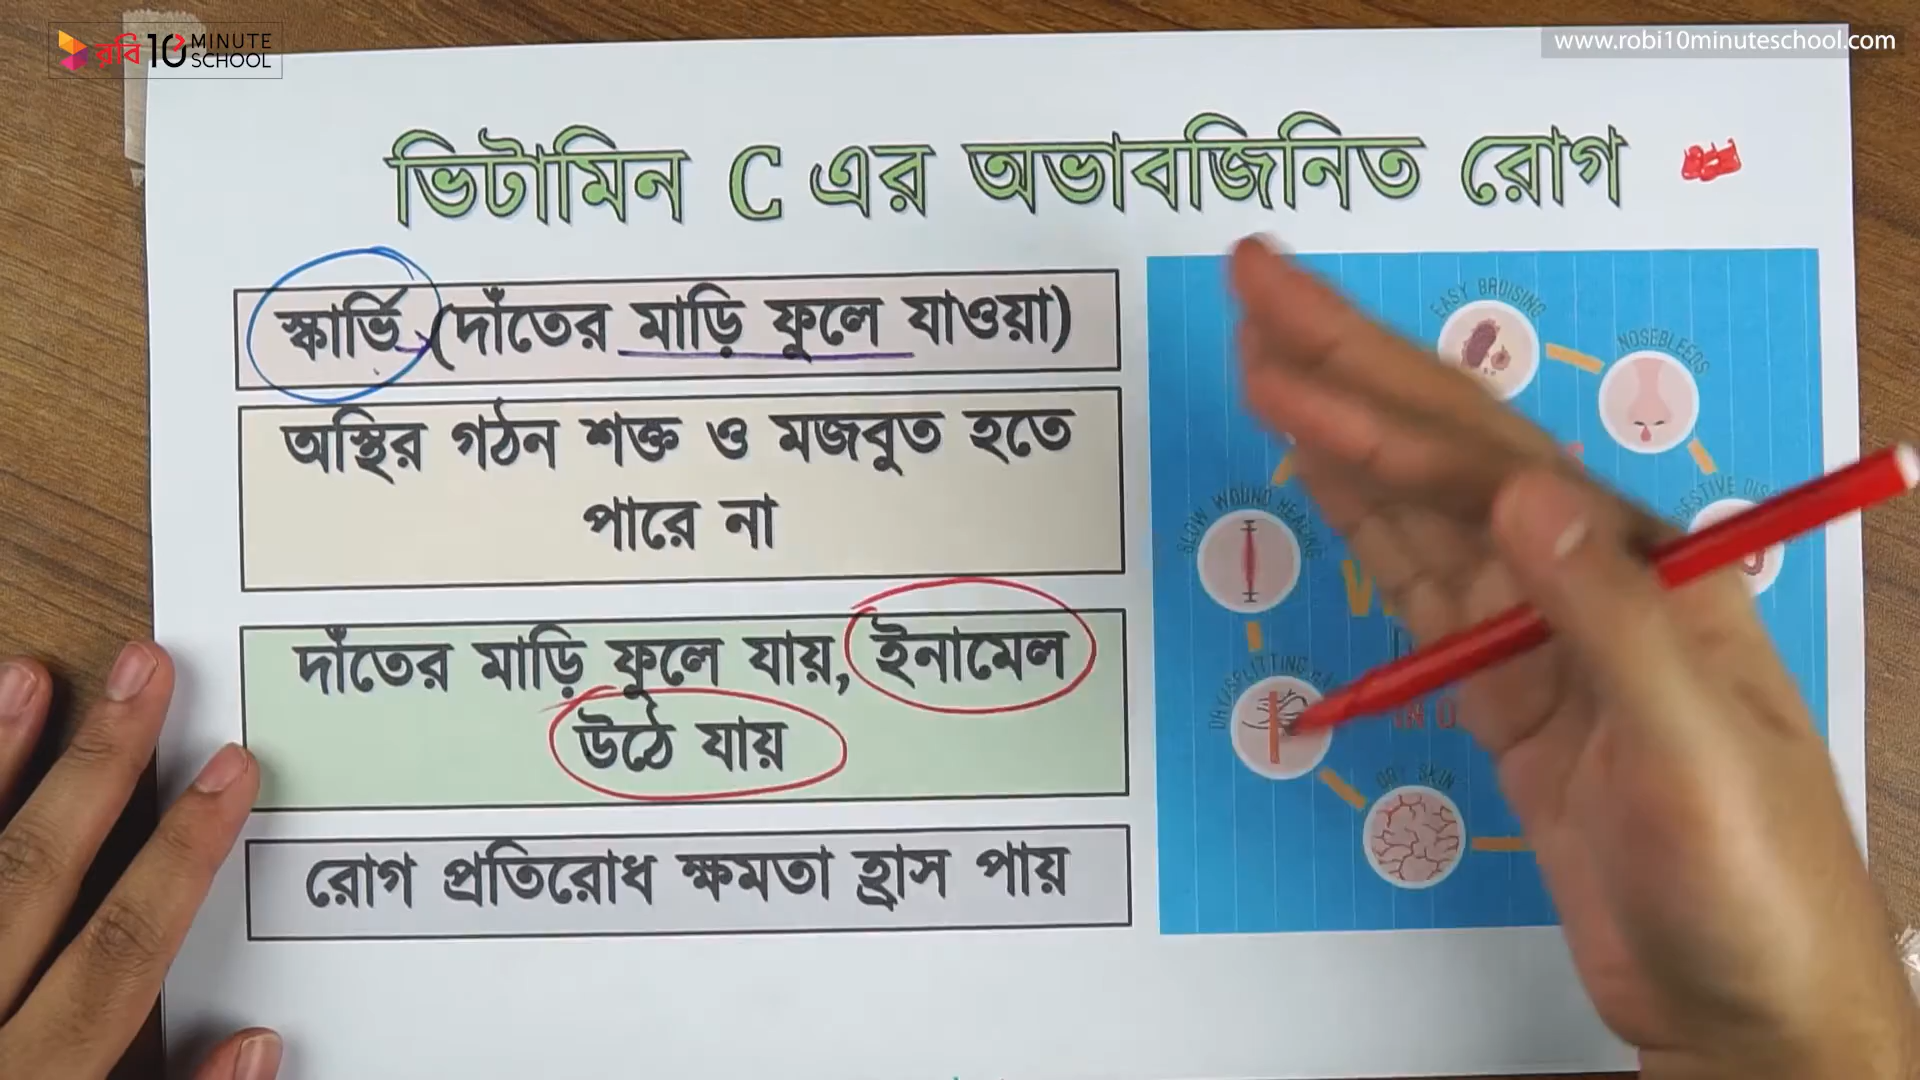 রবি 10 MINUTE SCHOOL
www.robi10minuteschool.com
ভিটামিন C এর অভাবজিনিত রোগ
স্কার্ভি (দাঁতের মাড়ি ফুলে যাওয়া)
অস্থির গঠন শক্ত ও মজবুত হতে
পারে না
দাঁতের মাড়ি ফুলে যায়, ইনামেল
উঠে যায়
রোগ প্রতিরোধ ক্ষমতা হ্রাস পায়
EASY BRUISING
NOSEBLEEDS
SLOW WOUND HEALING
DRY SKIN